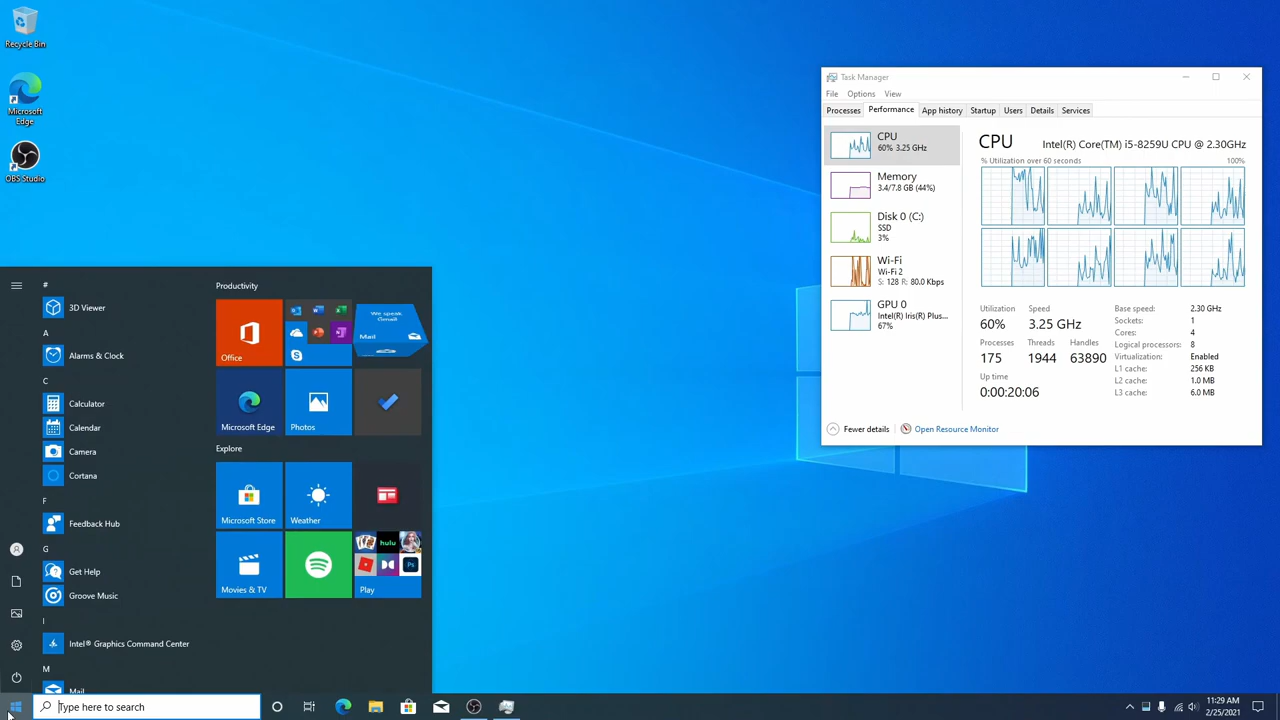 Recycle Bin
Microsoft
Edge
OBS Studio
Task Manager
File Options View
Processes Performance App history Startup Users Details Services
CPU
60% 3.25 GHz
Memory
3.4/7.8 GB (44%)
Disk 0 (C:)
SSD
3%
Wi-Fi
Wi-Fi 2
S: 128 R: 80.0 Kbps
GPU 0
Intel(R) Iris(R) Plus...
67%
CPU Intel(R) Core(TM) i5-8259U CPU @ 2.30GHz
% Utilization over 60 seconds 100%
Utilization Speed
60% 3.25 GHz
Processes Threads Handles
175 1944 63890
Up time
0:00:20:06
Base speed: 2.30 GHz
Sockets: 1
Cores: 4
Logical processors: 8
Virtualization: Enabled
L1 cache: 256 KB
L2 cache: 1.0 MB
L3 cache: 6.0 MB
Fewer details Open Resource Monitor
#
3D Viewer
A
Alarms & Clock
C
Calculator
Calendar
Camera
Cortana
F
Feedback Hub
G
Get Help
Groove Music
I
Intel® Graphics Command Center
M
Mail
Productivity
Office
We speak
Gmail!
Mail
Microsoft Edge
Photos
Explore
Microsoft Store
Weather
Movies & TV
hulu
Ps
Play
Type here to search
11:29 AM
2/25/2021